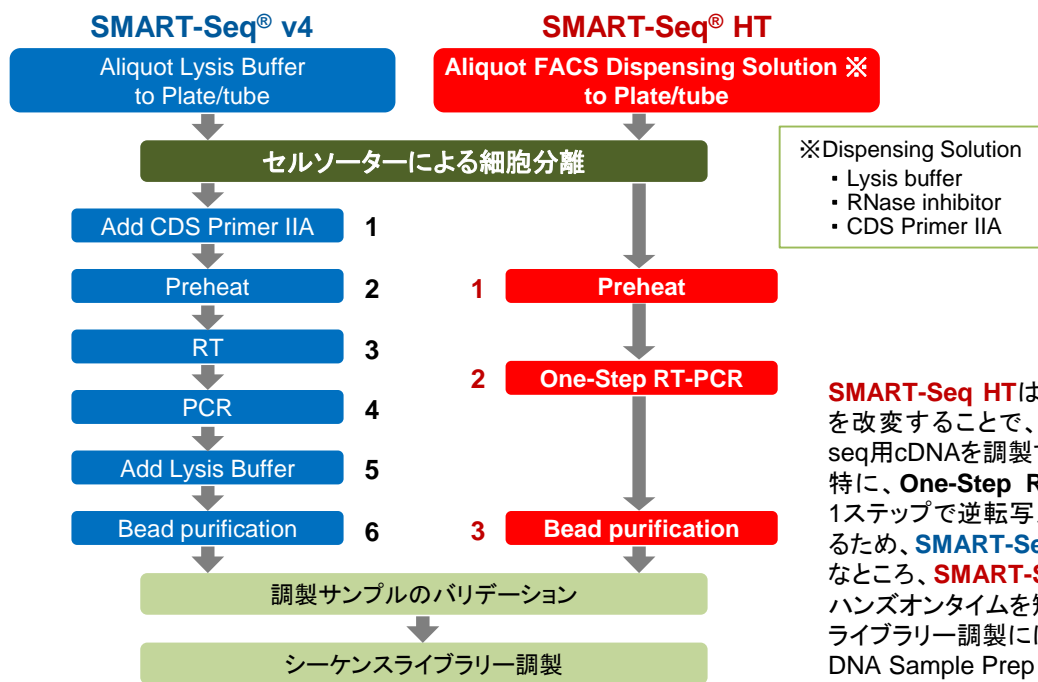 SMART-Seq® v4
Aliquot Lysis Buffer
to Plate/tube
SMART-Seq® HT
Aliquot FACS Dispensing Solution ※
to Plate/tube
セルソーターによる細胞分離
※Dispensing Solution
・Lysis buffer
・RNase inhibitor
・CDS Primer IIA
Add CDS Primer IIA 1
Preheat 2
RT 3
PCR 4
Add Lysis Buffer 5
Bead purification 6
1 Preheat
2 One-Step RT-PCR
3 Bead purification
調製サンプルのバリデーション
シーケンスライブラリー調製
SMART-Seq HTは
を改変することで、
seq用cDNAを調製
特に、One-Step R
1ステップで逆転写
るため、SMART-Se
なところ、SMART-S
ハンズオンタイムを
ライブラリー調製に
DNA Sample Prep